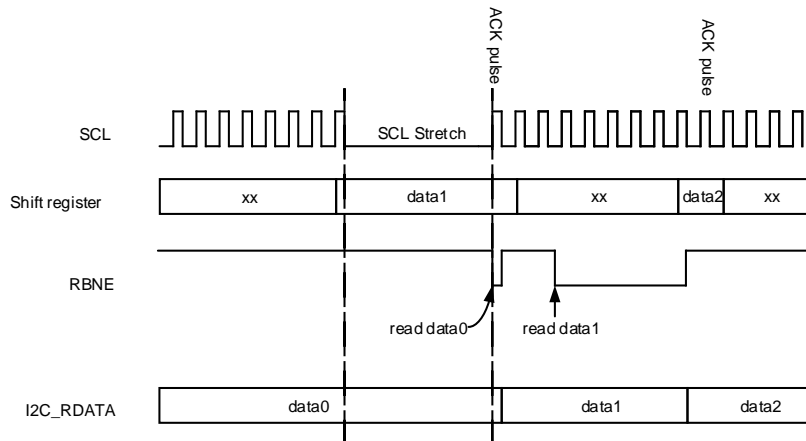 ACK pulse
ACK pulse
SCL
SCL Stretch
Shift register
xx
data1
xx
data2
xx
RBNE
read data0
read data1
I2C_RDATA
data0
data1
data2